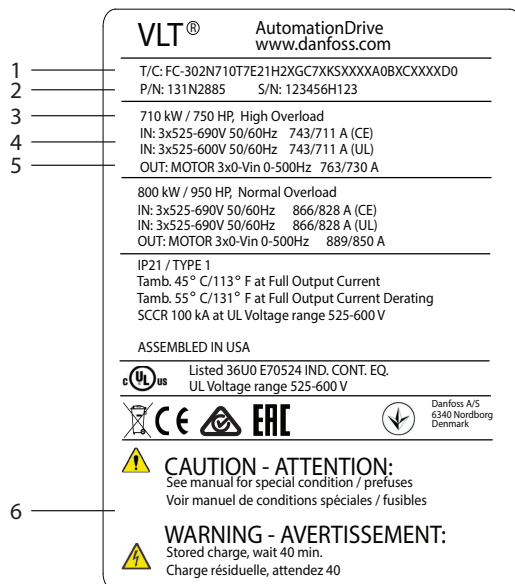 VLT® AutomationDrive
www.danfoss.com
1 T/C: FC-302N710T7E21H2XGC7XKSXXXXA0BXCXXXXD0
2 P/N: 131N2885 S/N: 123456H123
3 710 kW / 750 HP, High Overload
4 IN: 3x525-690V 50/60Hz 743/711 A (CE)
IN: 3x525-600V 50/60Hz 743/711 A (UL)
5 OUT: MOTOR 3x0-Vin 0-500Hz 763/730 A
800 kW / 950 HP, Normal Overload
IN: 3x525-690V 50/60Hz 866/828 A (CE)
IN: 3x525-690V 50/60Hz 866/828 A (UL)
OUT: MOTOR 3x0-Vin 0-500Hz 889/850 A
IP21 / TYPE 1
Tamb. 45° C/113° F at Full Output Current
Tamb. 55° C/131° F at Full Output Current Derating
SCCR 100 kA at UL Voltage range 525-600 V
ASSEMBLED IN USA
c UL us Listed 36U0 E70524 IND. CONT. EQ.
UL Voltage range 525-600 V
CE EAC
Danfoss A/S
6340 Nordborg
Denmark
CAUTION - ATTENTION:
See manual for special condition / prefuses
Voir manuel de conditions spéciales / fusibles
6
WARNING - AVERTISSEMENT:
Stored charge, wait 40 min.
Charge résiduelle, attendez 40